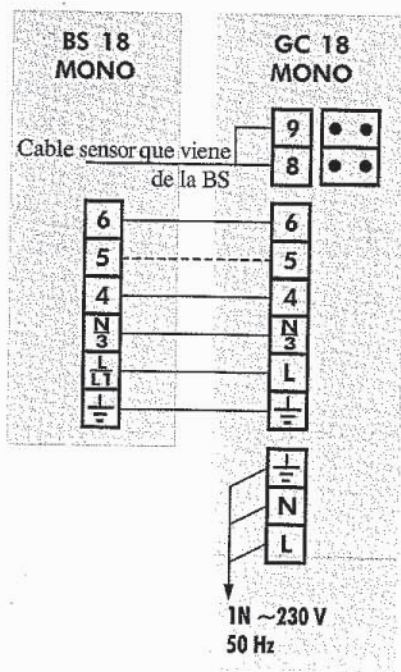 BS 18
MONO
GC 18
MONO
9
8
Cable sensor que viene
de la BS
6
5
4
N
3
L
L1
6
5
4
N
3
L
N
L
1N ~230 V
50 Hz